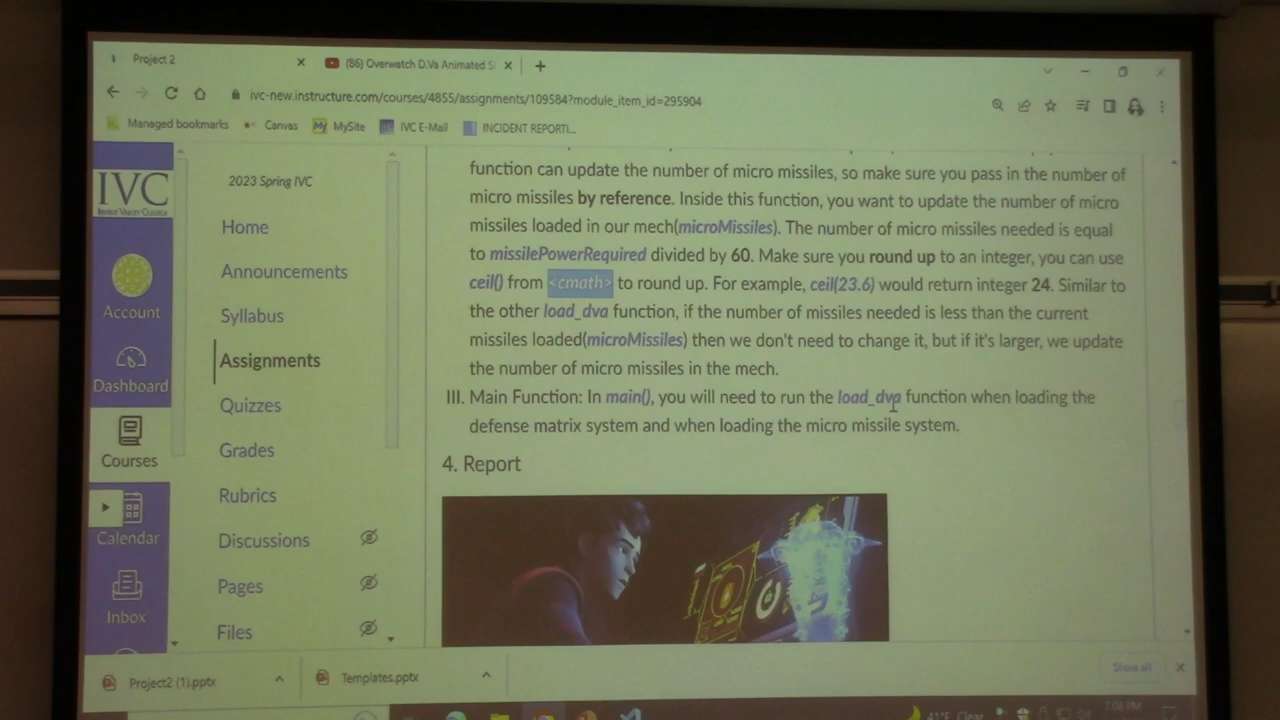 Project 2
(86) Overwatch D.Va Animated S
ivc-new.instructure.com/courses/4855/assignments/109584?module_item_id=295904
Managed bookmarks
Canvas
My MySite
IVC E-Mail
INCIDENT REPORTI...
IVC
IRVINE VALLEY COLLEGE
Account
Dashboard
Courses
Calendar
Inbox
2023 Spring IVC
Home
Announcements
Syllabus
Assignments
Quizzes
Grades
Rubrics
Discussions
Pages
Files
function can update the number of micro missiles, so make sure you pass in the number of
micro missiles by reference. Inside this function, you want to update the number of micro
missiles loaded in our mech(microMissiles). The number of micro missiles needed is equal
to missilePowerRequired divided by 60. Make sure you round up to an integer, you can use
ceil() from <cmath> to round up. For example, ceil(23.6) would return integer 24. Similar to
the other load_dva function, if the number of missiles needed is less than the current
missiles loaded(microMissiles) then we don't need to change it, but if it's larger, we update
the number of micro missiles in the mech.
III. Main Function: In main(), you will need to run the load_dva function when loading the
defense matrix system and when loading the micro missile system.
4. Report
Project2 (1).pptx
Templates.pptx
Show all
41°F Clear
7:08 PM